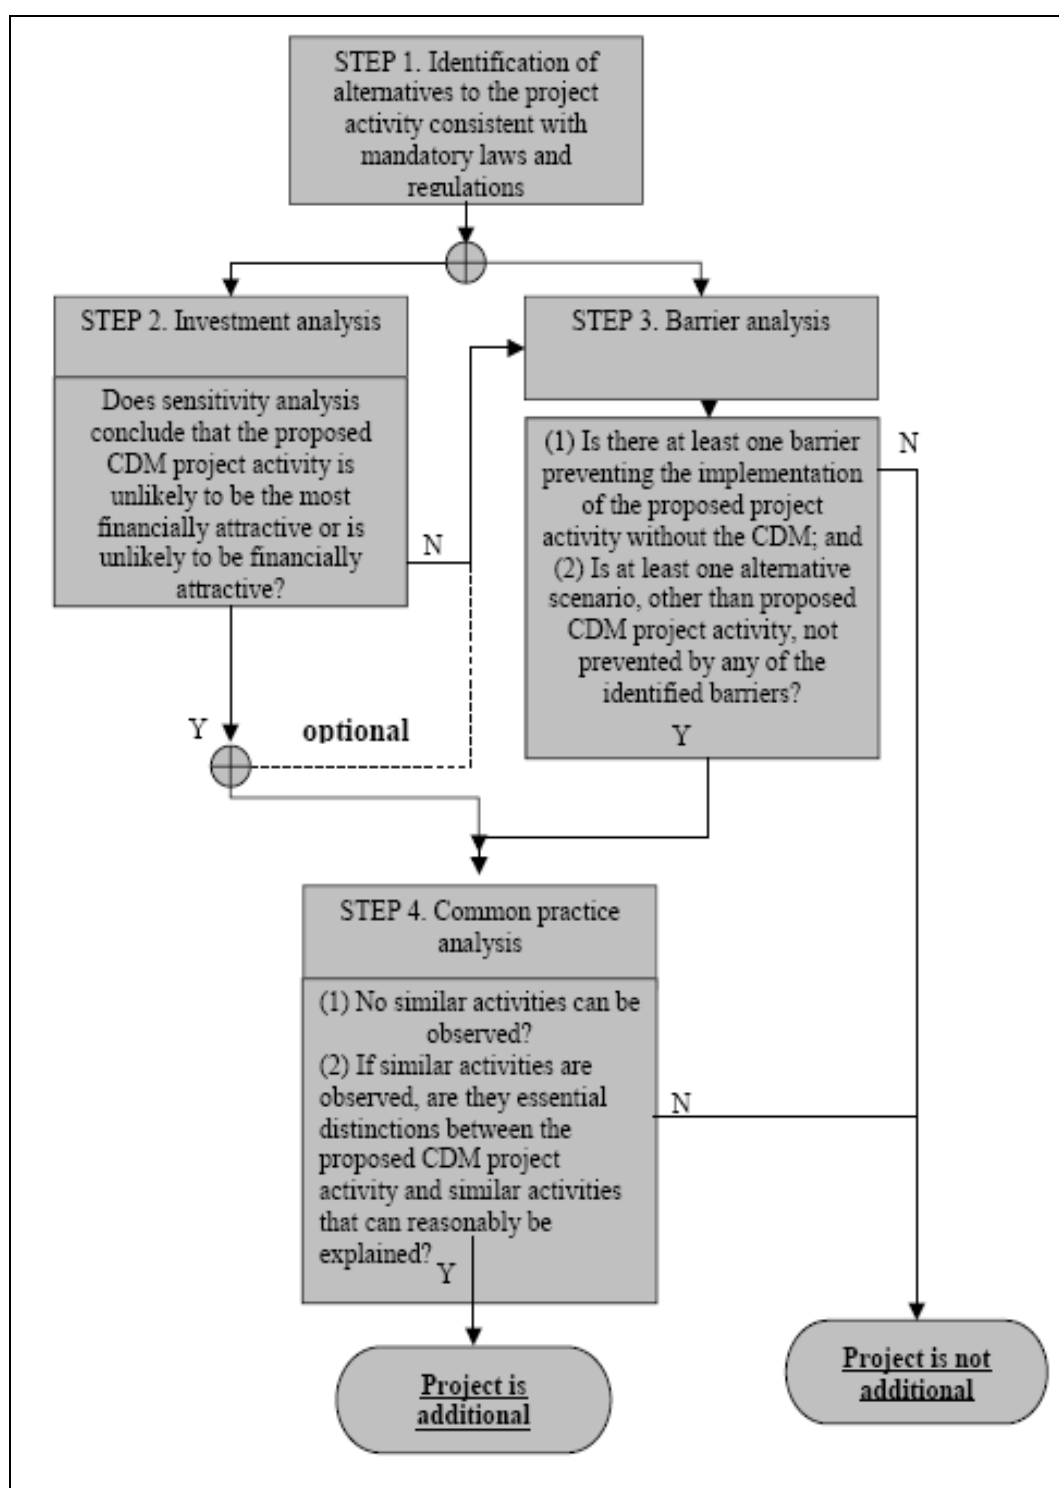 STEP 1. Identification of
alternatives to the project
activity consistent with
mandatory laws and
regulations
STEP 2. Investment analysis
Does sensitivity analysis
conclude that the proposed
CDM project activity is
unlikely to be the most
financially attractive or is
unlikely to be financially
attractive?
N
Y
optional
STEP 3. Barrier analysis
(1) Is there at least one barrier
preventing the implementation
of the proposed project
activity without the CDM; and
(2) Is at least one alternative
scenario, other than proposed
CDM project activity, not
prevented by any of the
identified barriers?
Y
N
STEP 4. Common practice
analysis
(1) No similar activities can be
observed?
(2) If similar activities are
observed, are they essential
distinctions between the
proposed CDM project
activity and similar activities
that can reasonably be
explained?
Y
N
Project is
additional
Project is not
additional